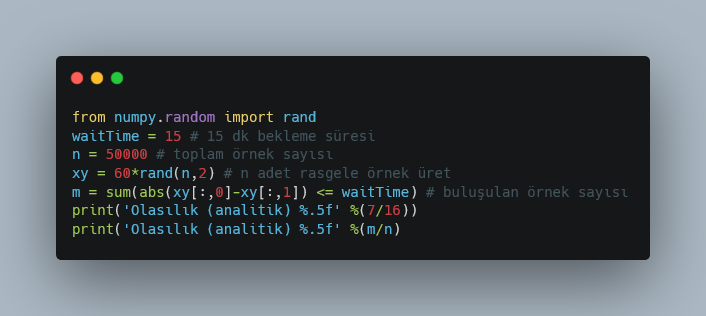 from numpy.random import rand
waitTime = 15 # 15 dk bekleme süresi
n = 50000 # toplam örnek sayısı
xy = 60*rand(n,2) # n adet rasgele örnek üret
m = sum(abs(xy[:,0]-xy[:,1]) <= waitTime) # buluşulan örnek sayısı
print('Olasılık (analitik) %.5f' %(7/16))
print('Olasılık (analitik) %.5f' %(m/n)